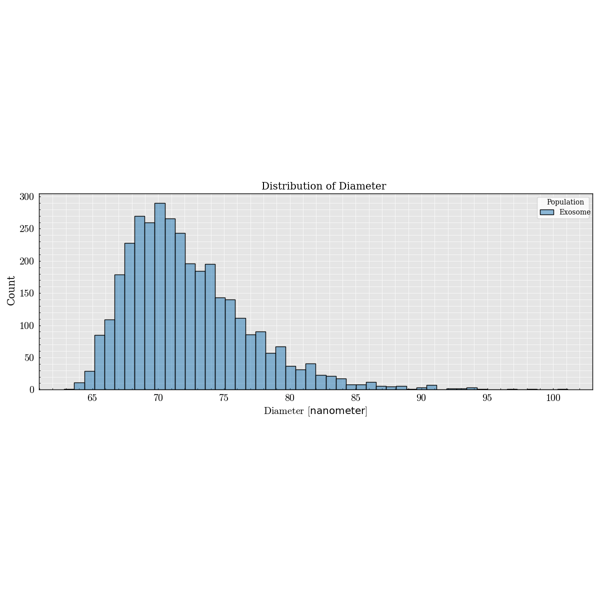 Distribution of Diameter
Population
Exosome
300
250
200
150
100
50
0
Count
65 70 75 80 85 90 95 100
Diameter [nanometer]